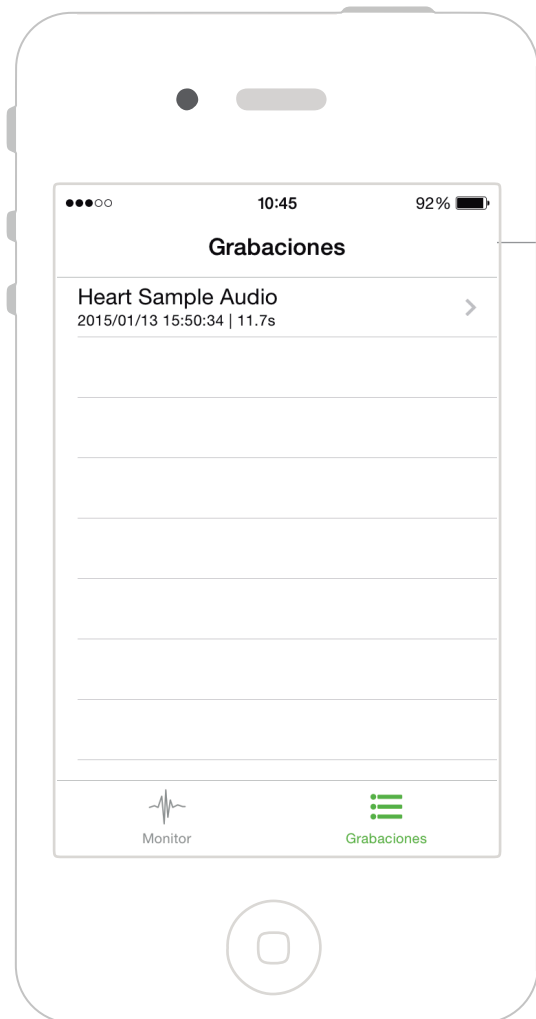 10:45
92%
Grabaciones
Heart Sample Audio
2015/01/13 15:50:34 | 11.7s
Monitor
Grabaciones